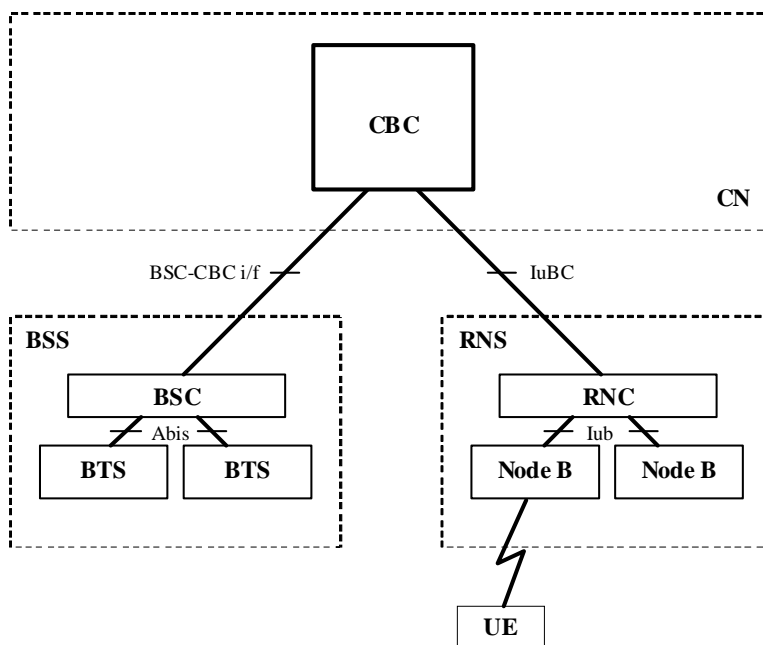 CBC
CN
BSC-CBC i/f
IuBC
BSS
RNS
BSC
RNC
Abis
Iub
BTS
BTS
Node B
Node B
UE